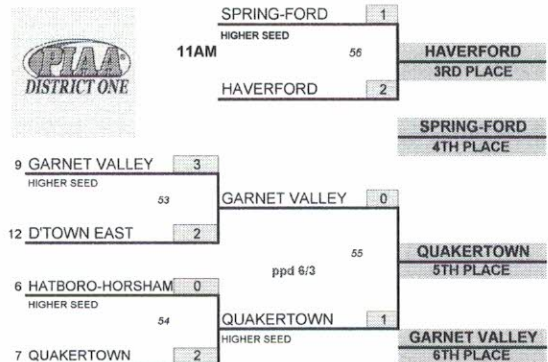 SPRING-FORD 1
HIGHER SEED
11AM
56
HAVERFORD
3RD PLACE
PIAA
DISTRICT ONE
HAVERFORD 2
SPRING-FORD
4TH PLACE
9 GARNET VALLEY 3
HIGHER SEED
53
GARNET VALLEY 0
12 D'TOWN EAST 2
55
QUAKERTOWN
5TH PLACE
ppd 6/3
6 HATBORO-HORSHAM 0
HIGHER SEED
54
QUAKERTOWN 1
HIGHER SEED
GARNET VALLEY
6TH PLACE
7 QUAKERTOWN 2